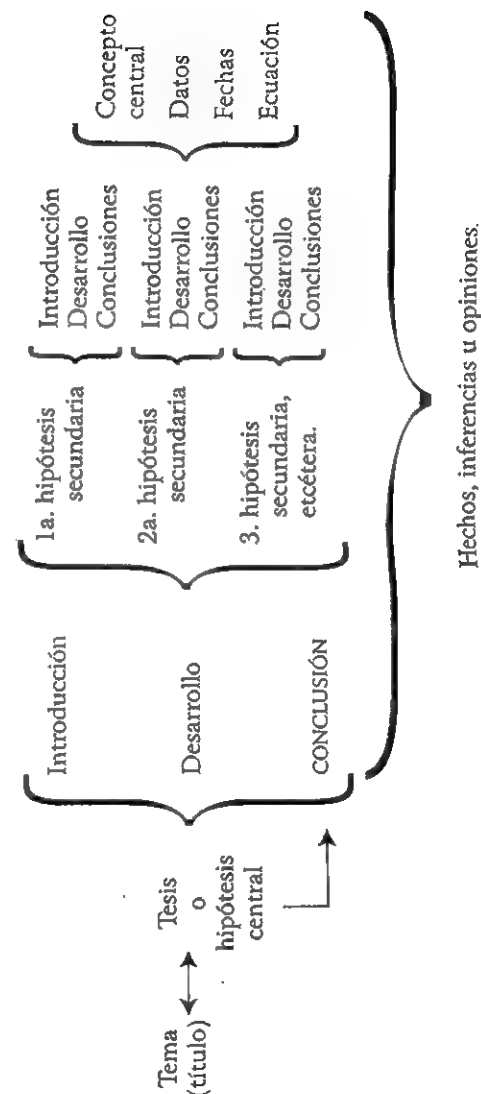 Tema
(título)
Tesis
o
hipótesis
central
Introducción
Desarrollo
CONCLUSIÓN
1a. hipótesis
secundaria
2a. hipótesis
secundaria
3. hipótesis
secundaria,
etcétera.
Introducción
Desarrollo
Conclusiones
Introducción
Desarrollo
Conclusiones
Introducción
Desarrollo
Conclusiones
Concepto
central
Datos
Fechas
Ecuación
Hechos, inferencias u opiniones.